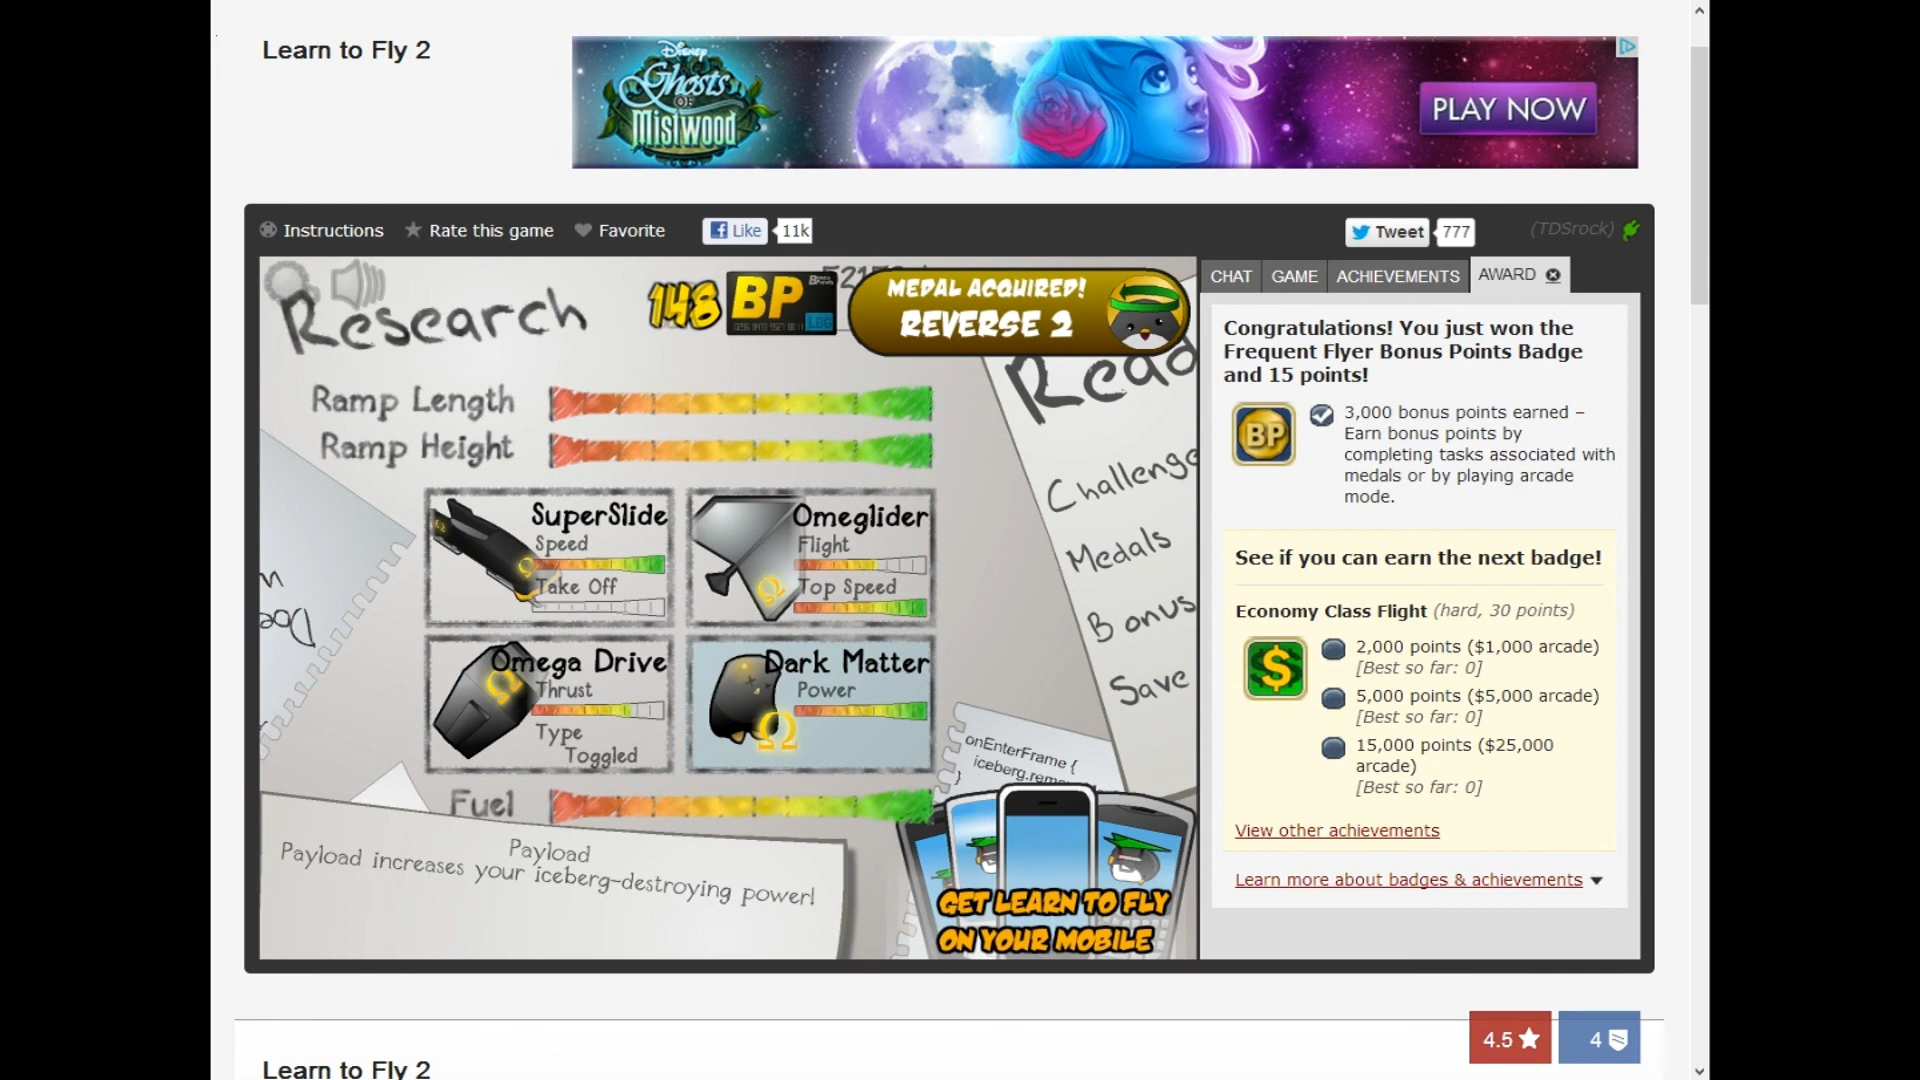 Learn to Fly 2
Disney
Ghosts
OF
Mistwood
PLAY NOW
Instructions
Rate this game
Favorite
Like
11k
Tweet
777
(TDSrock)
Research
148
BP
LBG
MEDAL ACQUIRED!
REVERSE 2
Ramp Length
Ramp Height
SuperSlide
Speed
Take Off
Omeglider
Flight
Top Speed
Omega Drive
Thrust
Type
Toggled
Dark Matter
Power
Fuel
Payload
Payload increases your iceberg-destroying power!
Challenge
Medals
Bonus
Save
onEnterFrame {
}
GET LEARN TO FLY
ON YOUR MOBILE
CHAT
GAME
ACHIEVEMENTS
AWARD
Congratulations! You just won the
Frequent Flyer Bonus Points Badge
and 15 points!
BP
3,000 bonus points earned –
Earn bonus points by
completing tasks associated with
medals or by playing arcade
mode.
See if you can earn the next badge!
Economy Class Flight (hard, 30 points)
$
2,000 points ($1,000 arcade)
[Best so far: 0]
5,000 points ($5,000 arcade)
[Best so far: 0]
15,000 points ($25,000
arcade)
[Best so far: 0]
View other achievements
Learn more about badges & achievements
4.5
4
Learn to Fly 2